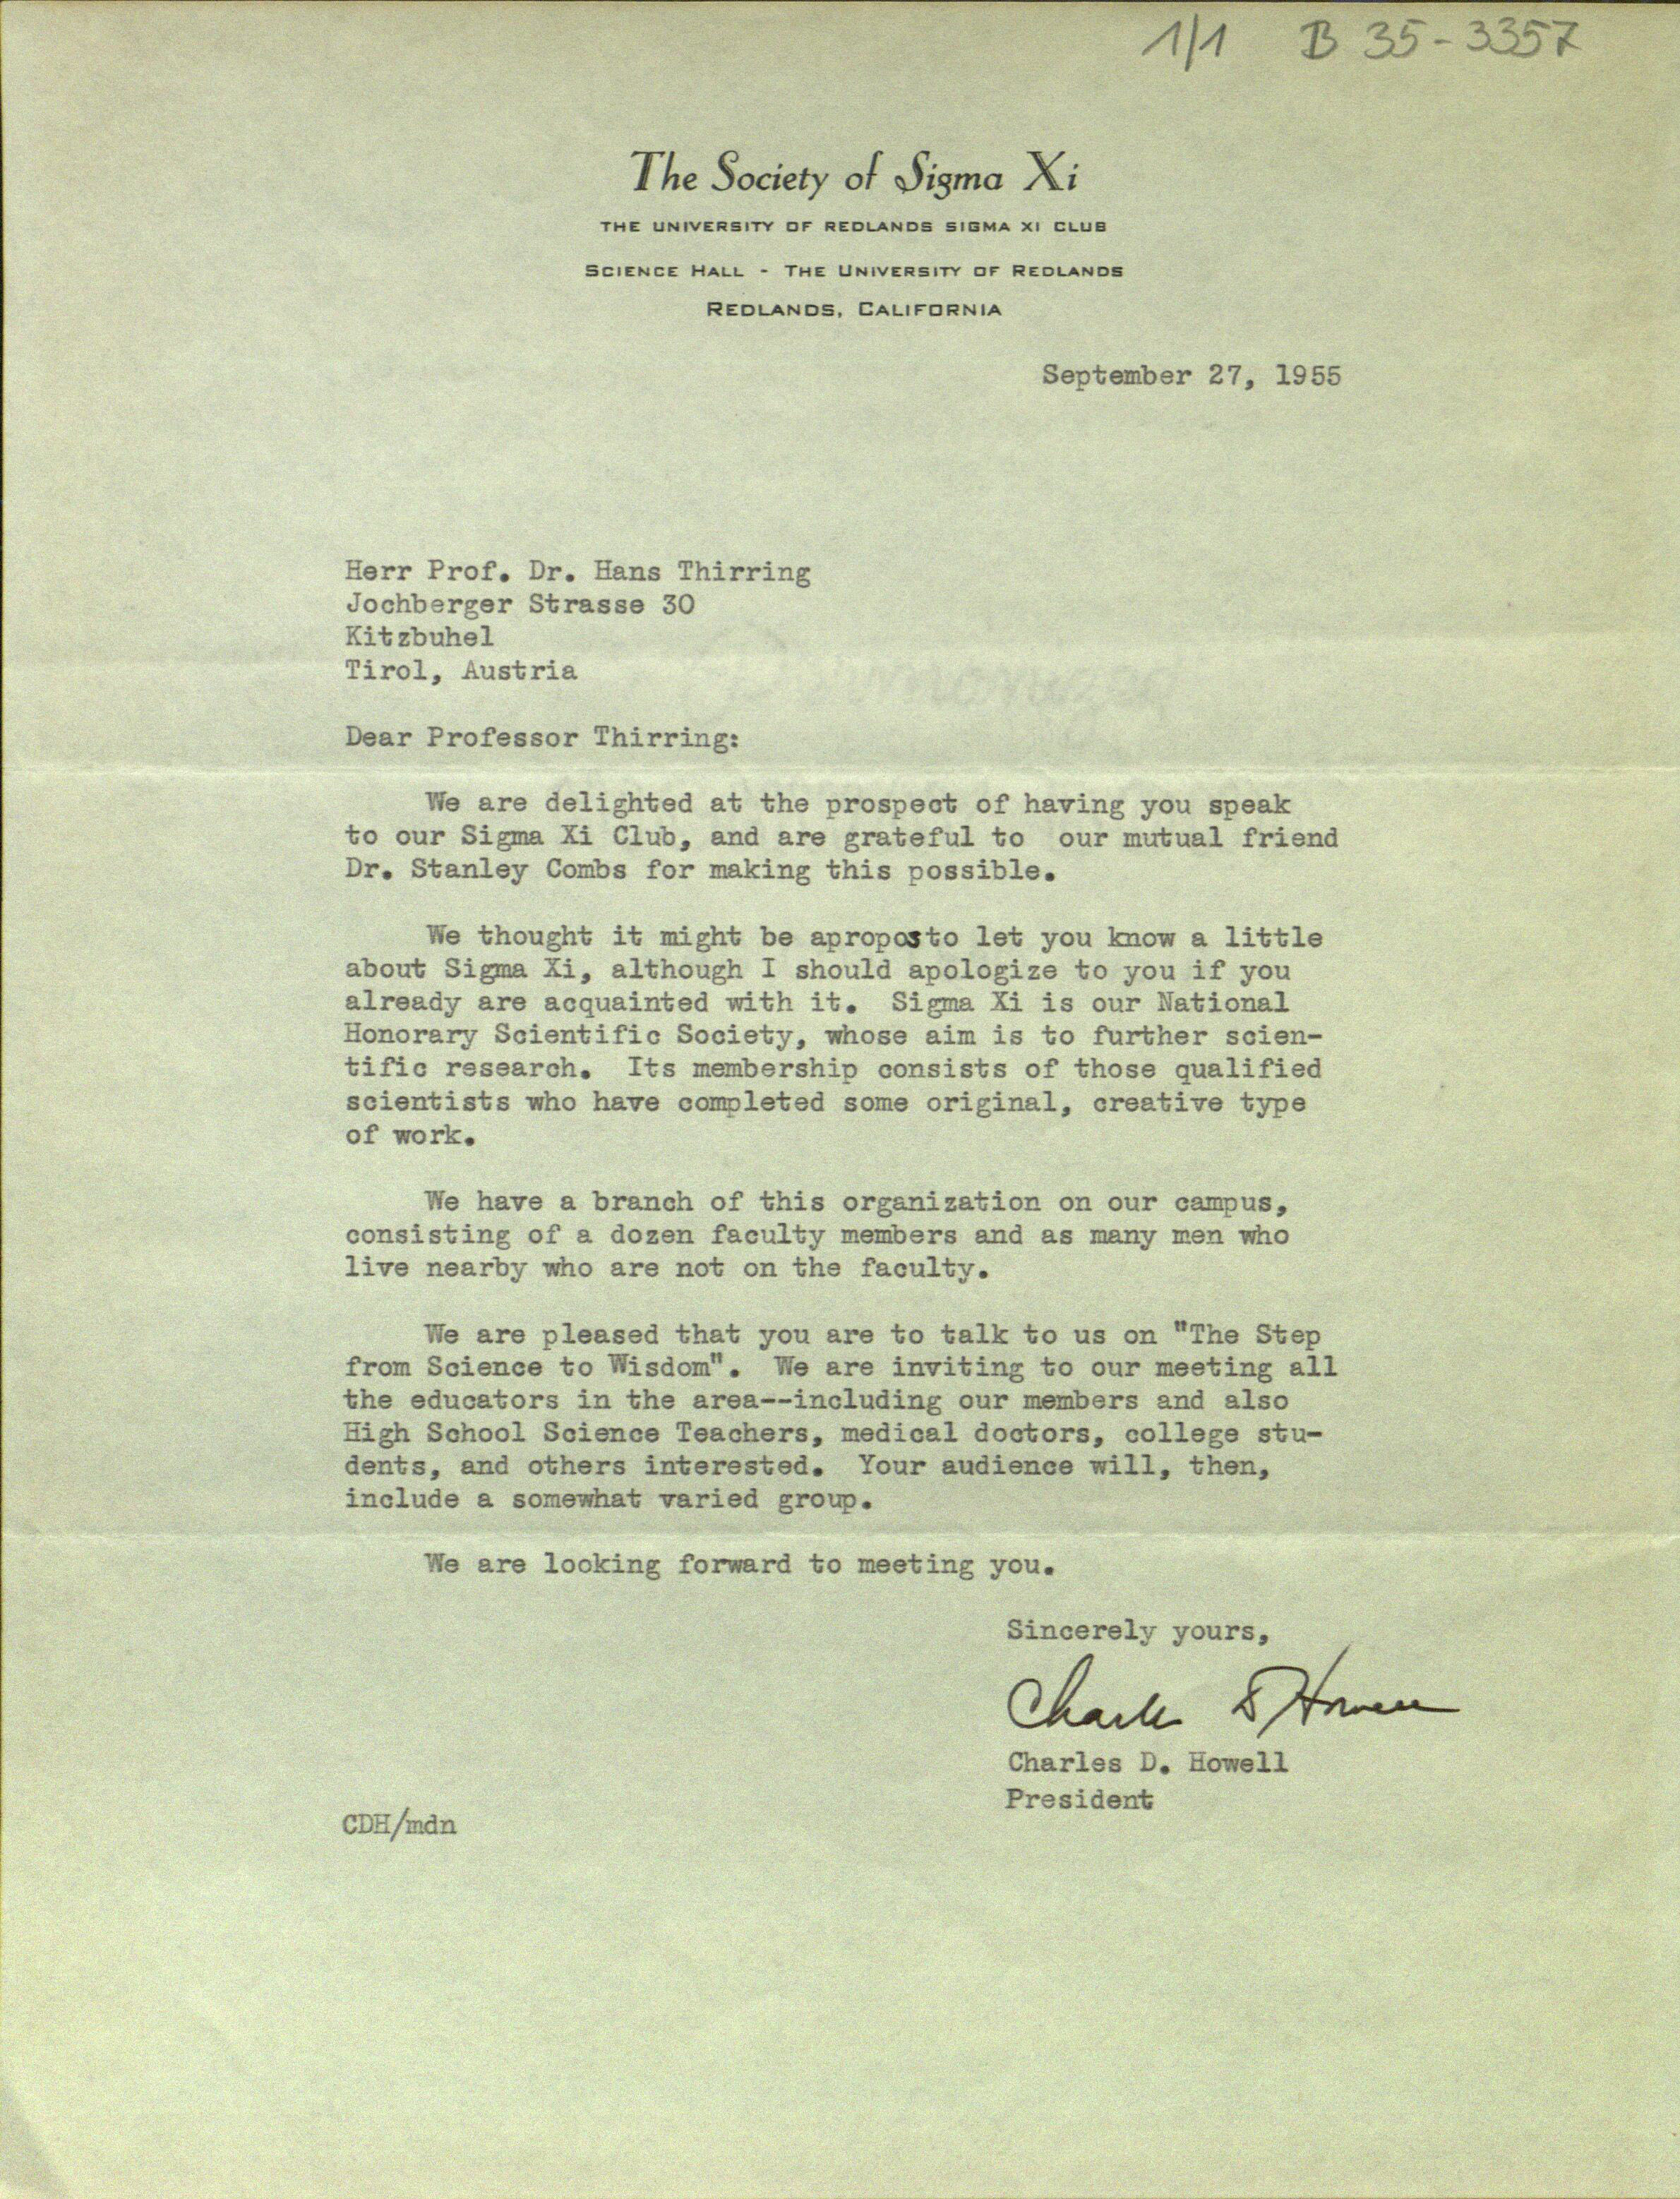 1/1 B 35-3357
The Society of Sigma Xi
THE UNIVERSITY OF REDLANDS SIGMA XI CLUB
SCIENCE HALL - THE UNIVERSITY OF REDLANDS
REDLANDS, CALIFORNIA
September 27, 1955
Herr Prof. Dr. Hans Thirring
Jochberger Strasse 30
Kitzbuhel
Tirol, Austria
Dear Professor Thirring:
We are delighted at the prospect of having you speak
to our Sigma Xi Club, and are grateful to our mutual friend
Dr. Stanley Combs for making this possible.
We thought it might be aproposto let you know a little
about Sigma Xi, although I should apologize to you if you
already are acquainted with it. Sigma Xi is our National
Honorary Scientific Society, whose aim is to further scien-
tific research. Its membership consists of those qualified
scientists who have completed some original, creative type
of work.
We have a branch of this organization on our campus,
consisting of a dozen faculty members and as many men who
live nearby who are not on the faculty.
We are pleased that you are to talk to us on "The Step
from Science to Wisdom". We are inviting to our meeting all
the educators in the area--including our members and also
High School Science Teachers, medical doctors, college stu-
dents, and others interested. Your audience will, then,
include a somewhat varied group.
We are looking forward to meeting you.
Sincerely yours,
Charles D Howell
Charles D. Howell
President
CDH/mdn